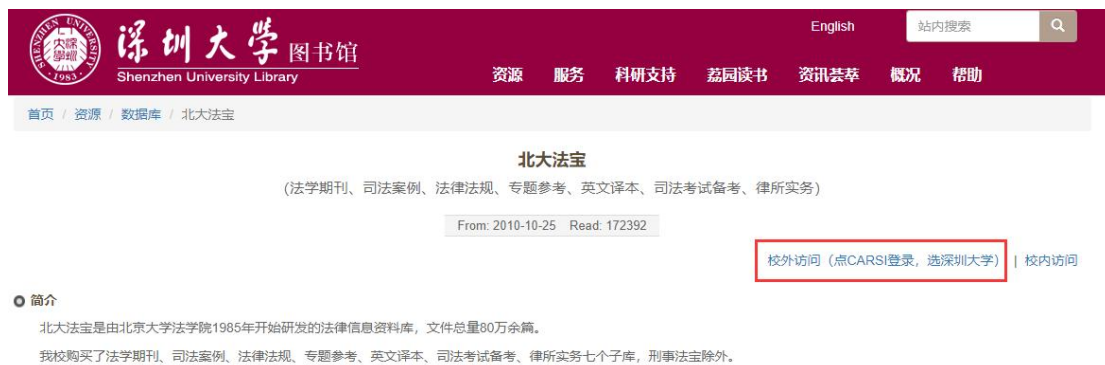 English
站内搜索
深圳大学 图书馆
Shenzhen University Library
SHENZHEN UNIVERSITY
·1983·
资源 服务 科研支持 荔园读书 资讯荟萃 概况 帮助
首页 / 资源 / 数据库 / 北大法宝
北大法宝
(法学期刊、司法案例、法律法规、专题参考、英文译本、司法考试备考、律所实务)
From: 2010-10-25 Read: 172392
校外访问（点CARSI登录，选深圳大学） | 校内访问
简介
北大法宝是由北京大学法学院1985年开始研发的法律信息资料库，文件总量80万余篇。
我校购买了法学期刊、司法案例、法律法规、专题参考、英文译本、司法考试备考、律所实务七个子库，刑事法宝除外。